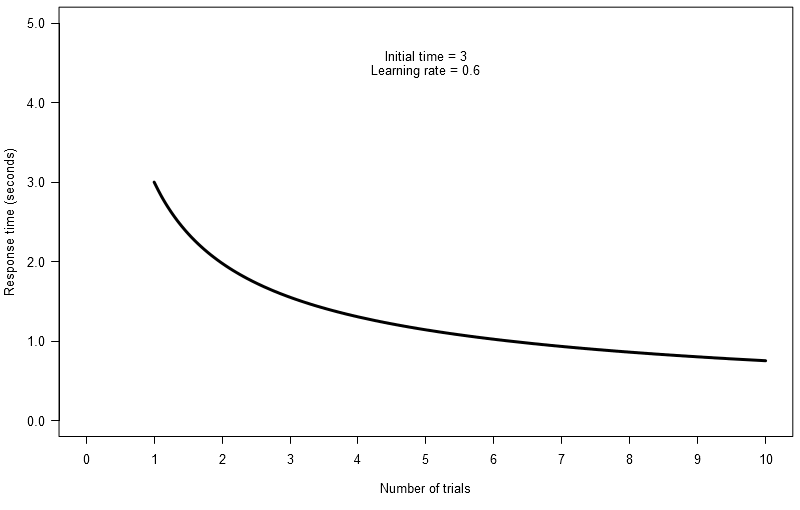 Initial time = 3
Learning rate = 0.6
Response time (seconds)
5.0
4.0
3.0
2.0
1.0
0.0
0 1 2 3 4 5 6 7 8 9 10
Number of trials